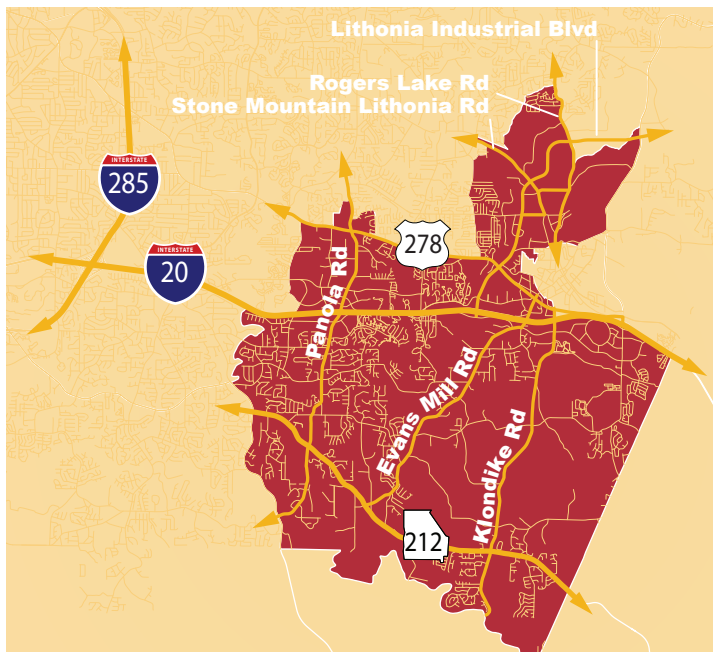 Lithonia Industrial Blvd
Rogers Lake Rd
Stone Mountain Lithonia Rd
INTERSTATE
285
278
INTERSTATE
20
Panola Rd
Evans Mill Rd
Klondike Rd
212